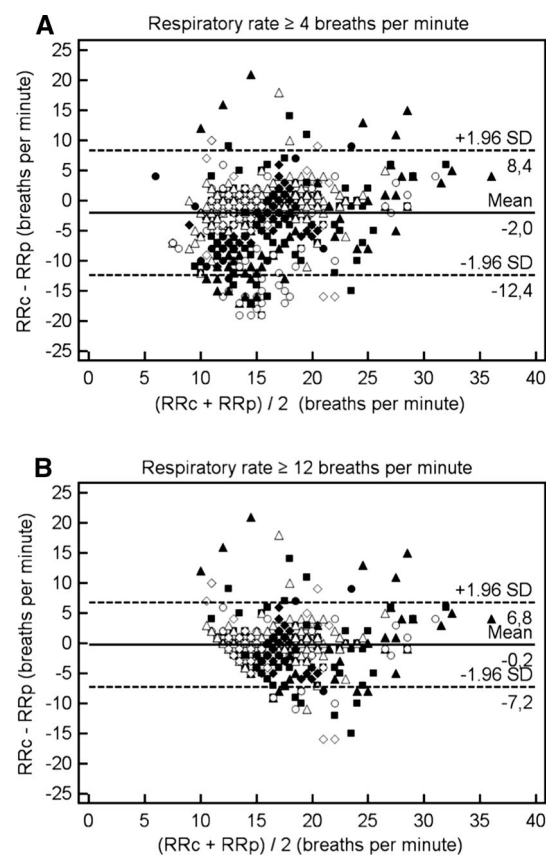 A
Respiratory rate ≥ 4 breaths per minute
25
20
15
10
5
0
-5
-10
-15
-20
-25
RRc - RRp (breaths per minute)
+1.96 SD
8,4
Mean
-2,0
-1.96 SD
-12,4
0 5 10 15 20 25 30 35 40
(RRc + RRp) / 2 (breaths per minute)
B
Respiratory rate ≥ 12 breaths per minute
25
20
15
10
5
0
-5
-10
-15
-20
-25
RRc - RRp (breaths per minute)
+1.96 SD
6,8
Mean
-0,2
-1.96 SD
-7,2
0 5 10 15 20 25 30 35 40
(RRc + RRp) / 2 (breaths per minute)